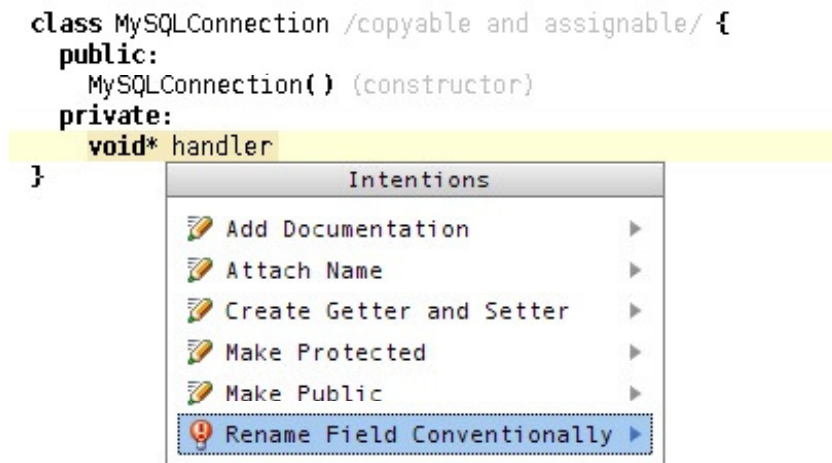 class MySQLConnection /copyable and assignable/ {
public:
MySQLConnection() (constructor)
private:
void* handler
}
Intentions
Add Documentation
Attach Name
Create Getter and Setter
Make Protected
Make Public
Rename Field Conventionally